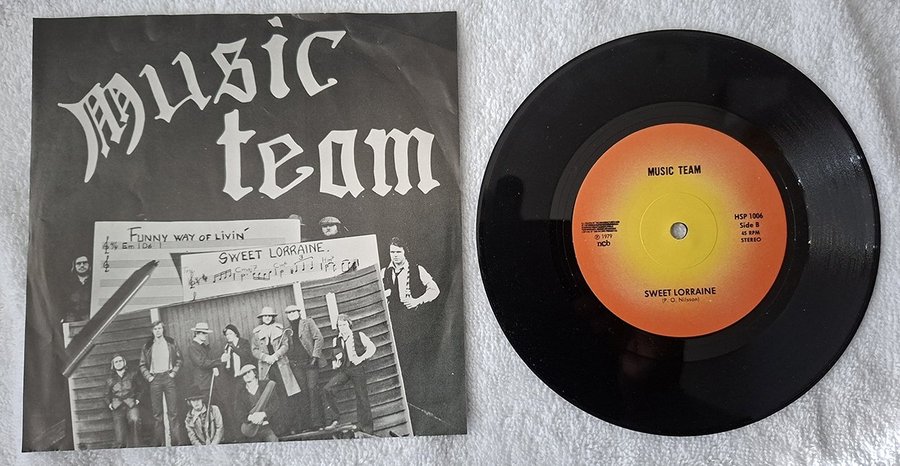 Music
team
FUNNY WAY OF LIVIN'
Em
SWEET LORRAINE.
MUSIC TEAM
HSP 1006
Side B
45 RPM
STEREO
℗ 1979
ncb
SWEET LORRAINE
(P. O. Nilsson)